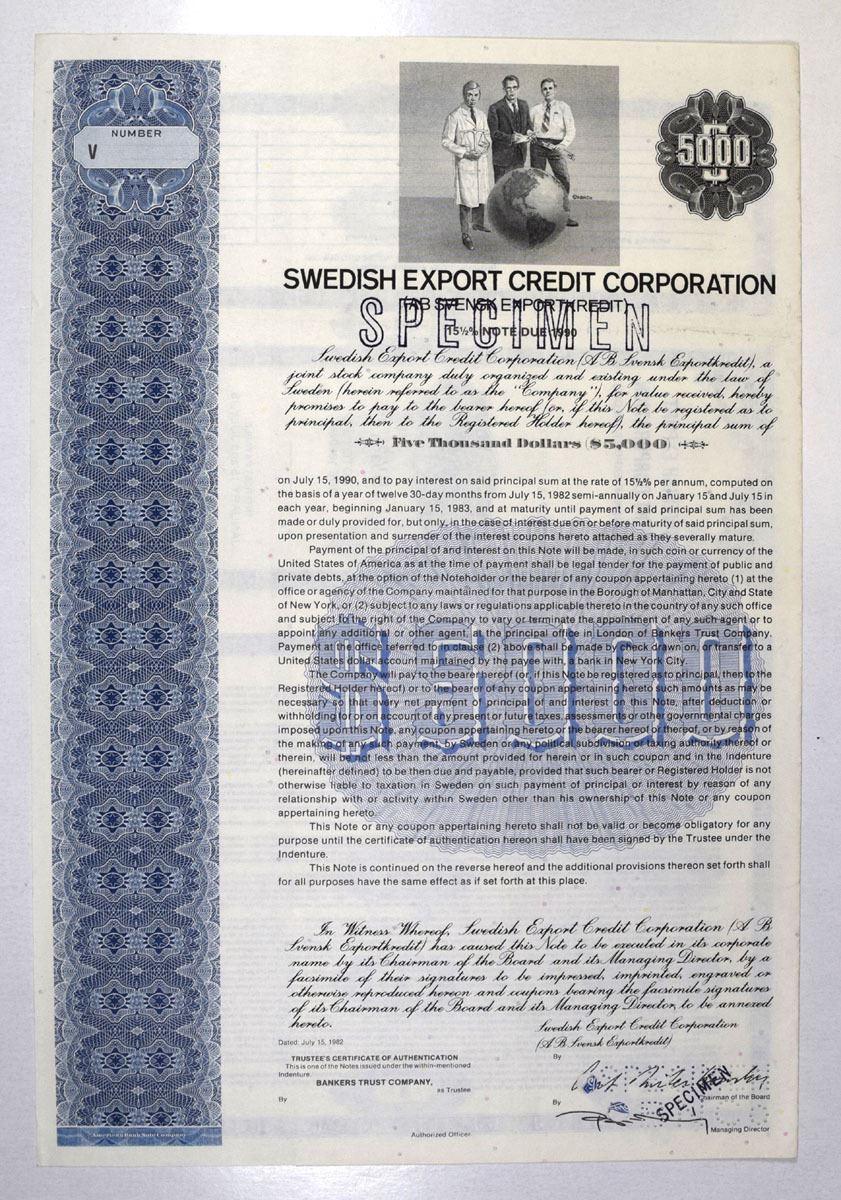 NUMBER
V
©ABNCo
$5000
SWEDISH EXPORT CREDIT CORPORATION
(AB SVENSK EXPORTKREDIT)
SPECIMEN
15½% NOTE DUE 1990
Swedish Export Credit Corporation (AB Svensk Exportkredit), a
joint stock company duly organized and existing under the law of
Sweden (herein referred to as the "Company"), for value received, hereby
promises to pay to the bearer hereof (or, if this Note be registered as to
principal, then to the Registered Holder hereof), the principal sum of
Five Thousand Dollars ($5,000)
on July 15, 1990, and to pay interest on said principal sum at the rate of 15½% per annum, computed on
the basis of a year of twelve 30-day months from July 15, 1982 semi-annually on January 15 and July 15 in
each year, beginning January 15, 1983, and at maturity until payment of said principal sum has been
made or duly provided for, but only, in the case of interest due on or before maturity of said principal sum,
upon presentation and surrender of the interest coupons hereto attached as they severally mature.
Payment of the principal of and interest on this Note will be made, in such coin or currency of the
United States of America as at the time of payment shall be legal tender for the payment of public and
private debts, at the option of the Noteholder or the bearer of any coupon appertaining hereto (1) at the
office or agency of the Company maintained for that purpose in the Borough of Manhattan, City and State
of New York, or (2) subject to any laws or regulations applicable thereto in the country of any such office
and subject to the right of the Company to vary or terminate the appointment of any such agent or to
appoint any additional or other agent, at the principal office in London of Bankers Trust Company.
Payment at the office referred to in clause (2) above shall be made by check drawn on, or transfer to a
United States dollar account maintained by the payee with, a bank in New York City.
The Company will pay to the bearer hereof (or, if this Note be registered as to principal, then to the
Registered Holder hereof) or to the bearer of any coupon appertaining hereto such amounts as may be
necessary so that every net payment of principal of and interest on this Note, after deduction or
withholding for or on account of any present or future taxes, assessments or other governmental charges
imposed upon this Note, any coupon appertaining hereto or the bearer hereof or thereof, or by reason of
the making of any such payment, by Sweden or any political subdivision or taxing authority thereof or
therein, will be not less than the amount provided for herein or in such coupon and in the Indenture
(hereinafter defined) to be then due and payable, provided that such bearer or Registered Holder is not
otherwise liable to taxation in Sweden on such payment of principal or interest by reason of any
relationship with or activity within Sweden other than his ownership of this Note or any coupon
appertaining hereto.
This Note or any coupon appertaining hereto shall not be valid or become obligatory for any
purpose until the certificate of authentication hereon shall have been signed by the Trustee under the
Indenture.
This Note is continued on the reverse hereof and the additional provisions thereon set forth shall
for all purposes have the same effect as if set forth at this place.
$5000
In Witness Whereof, Swedish Export Credit Corporation (AB
Svensk Exportkredit) has caused this Note to be executed in its corporate
name by its Chairman of the Board and its Managing Director, by a
facsimile of their signatures to be impressed, imprinted, engraved or
otherwise reproduced hereon and coupons bearing the facsimile signatures
of its Chairman of the Board and its Managing Director, to be annexed
hereto.
Swedish Export Credit Corporation
(AB Svensk Exportkredit)
Dated: July 15, 1982
TRUSTEE'S CERTIFICATE OF AUTHENTICATION
This is one of the Notes issued under the within-mentioned
Indenture.
BANKERS TRUST COMPANY,
as Trustee
By
Authorized Officer
By
Chairman of the Board
By
SPECIMEN
Managing Director
American Bank Note Company